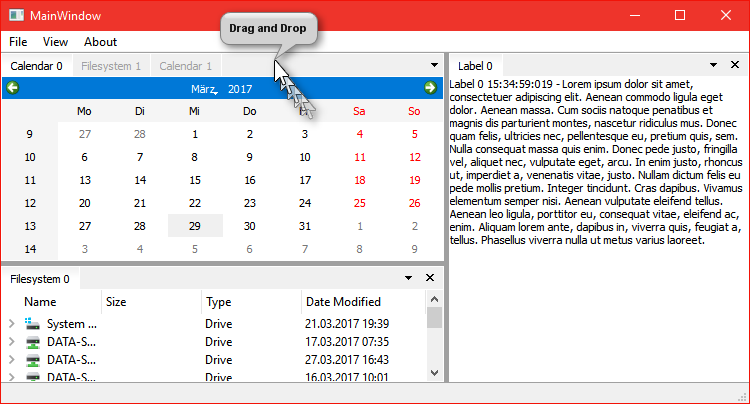 MainWindow
File View About
Drag and Drop
Calendar 0 Filesystem 1 Calendar 1
März 2017
Mo Di Mi Do Sa So
9 27 28 1 2 3 4 5
10 6 7 8 9 10 11 12
11 13 14 15 16 17 18 19
12 20 21 22 23 24 25 26
13 27 28 29 30 31 1 2
14 3 4 5 6 7 8 9
Filesystem 0
Name Size Type Date Modified
System ... Drive 21.03.2017 19:39
DATA-S... Drive 17.03.2017 07:35
DATA-S... Drive 27.03.2017 16:43
DATA-S... Drive 16.03.2017 10:01
Label 0
Label 0 15:34:59:019 - Lorem ipsum dolor sit amet,
consectetuer adipiscing elit. Aenean commodo ligula eget
dolor. Aenean massa. Cum sociis natoque penatibus et
magnis dis parturient montes, nascetur ridiculus mus. Donec
quam felis, ultricies nec, pellentesque eu, pretium quis, sem.
Nulla consequat massa quis enim. Donec pede justo, fringilla
vel, aliquet nec, vulputate eget, arcu. In enim justo, rhoncus
ut, imperdiet a, venenatis vitae, justo. Nullam dictum felis eu
pede mollis pretium. Integer tincidunt. Cras dapibus. Vivamus
elementum semper nisi. Aenean vulputate eleifend tellus.
Aenean leo ligula, porttitor eu, consequat vitae, eleifend ac,
enim. Aliquam lorem ante, dapibus in, viverra quis, feugiat a,
tellus. Phasellus viverra nulla ut metus varius laoreet.